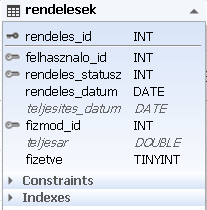 rendelesek
rendeles_id INT
felhasznalo_id INT
rendeles_statusz INT
rendeles_datum DATE
teljesites_datum DATE
fizmod_id INT
teljesar DOUBLE
fizetve TINYINT
Constraints
Indexes